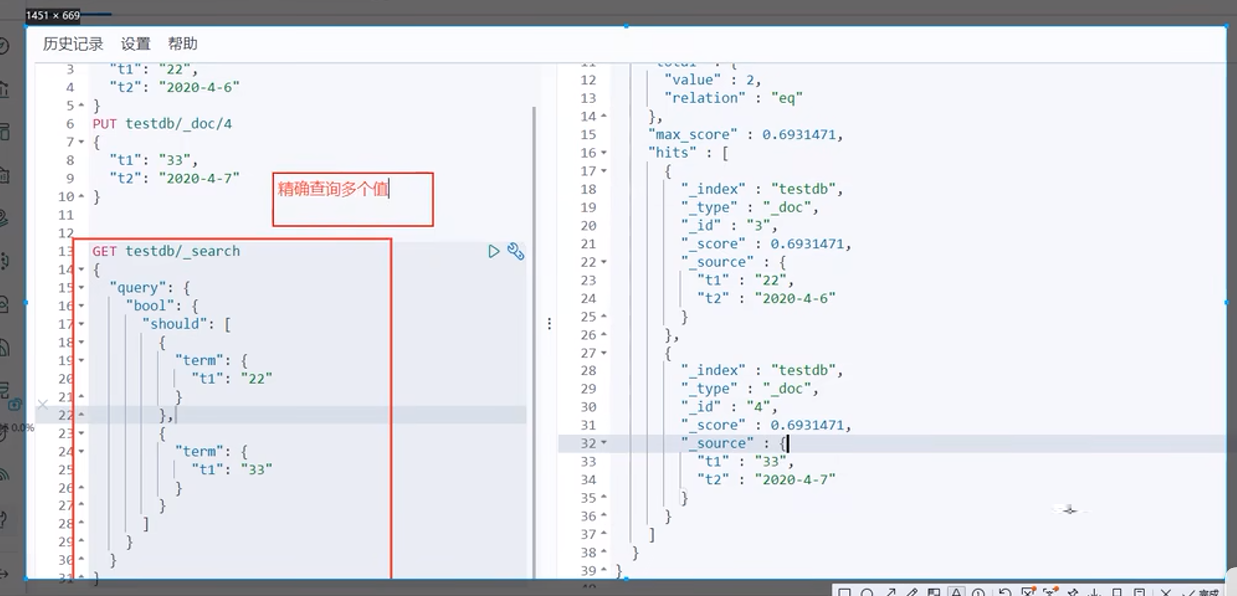 1451 × 669
历史记录 设置 帮助
3 "t1": "22",
4 "t2": "2020-4-6"
5 }
6 PUT testdb/_doc/4
7 {
8 "t1": "33",
9 "t2": "2020-4-7"
10 }
11
12
精确查询多个值
13 GET testdb/_search
14 {
15 "query": {
16 "bool": {
17 "should": [
18 {
19 "term": {
20 "t1": "22"
21 }
22 },
23 {
24 "term": {
25 "t1": "33"
26 }
27 }
28 ]
29 }
30 }
31 }
0.0%
11 "total" : {
12 "value" : 2,
13 "relation" : "eq"
14 },
15 "max_score" : 0.6931471,
16 "hits" : [
17 {
18 "_index" : "testdb",
19 "_type" : "_doc",
20 "_id" : "3",
21 "_score" : 0.6931471,
22 "_source" : {
23 "t1" : "22",
24 "t2" : "2020-4-6"
25 }
26 },
27 {
28 "_index" : "testdb",
29 "_type" : "_doc",
30 "_id" : "4",
31 "_score" : 0.6931471,
32 "_source" : {
33 "t1" : "33",
34 "t2" : "2020-4-7"
35 }
36 }
37 ]
38 }
39 }
40
完成